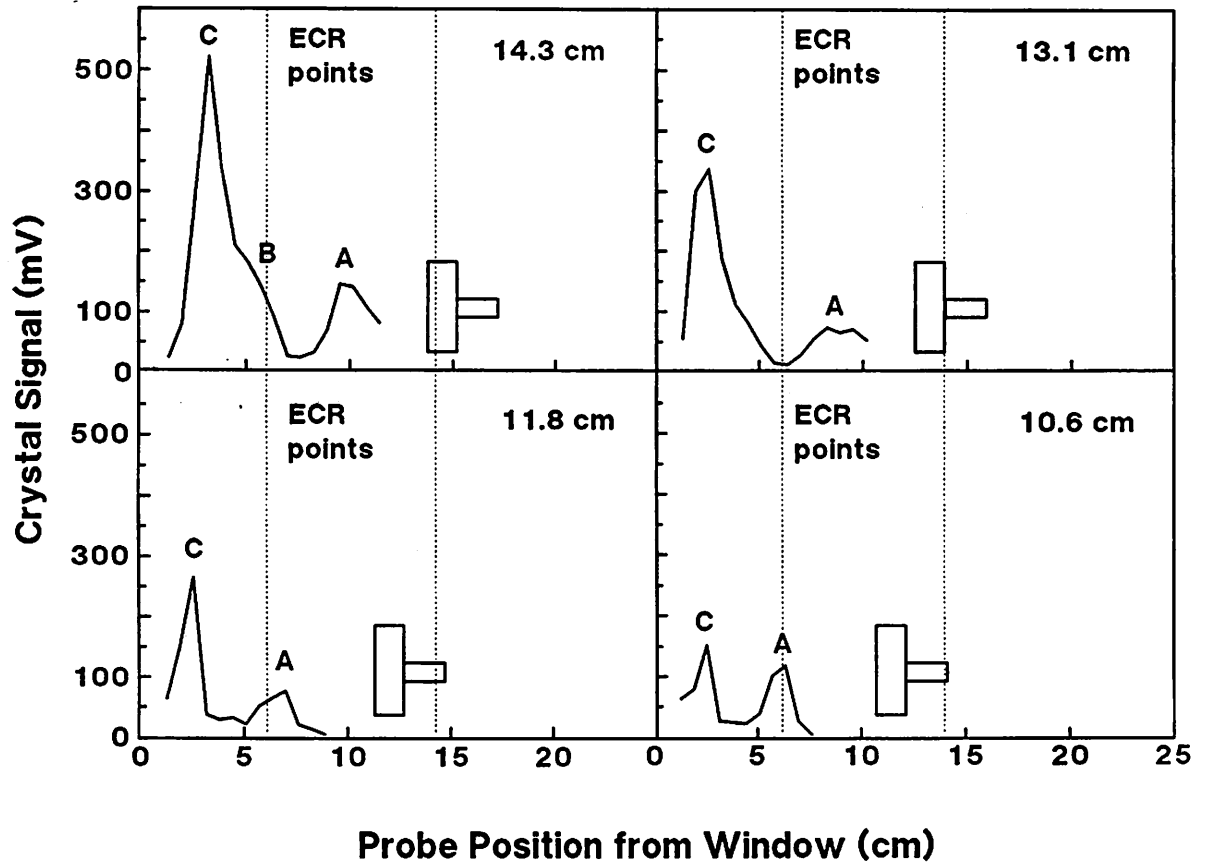 C
ECR
points
14.3 cm
B
A
500
300
100
0
C
ECR
points
13.1 cm
A
C
ECR
points
11.8 cm
A
500
300
100
0
0
5
10
15
20
C
ECR
points
10.6 cm
A
0
5
10
15
20
25
Crystal Signal (mV)
Probe Position from Window (cm)